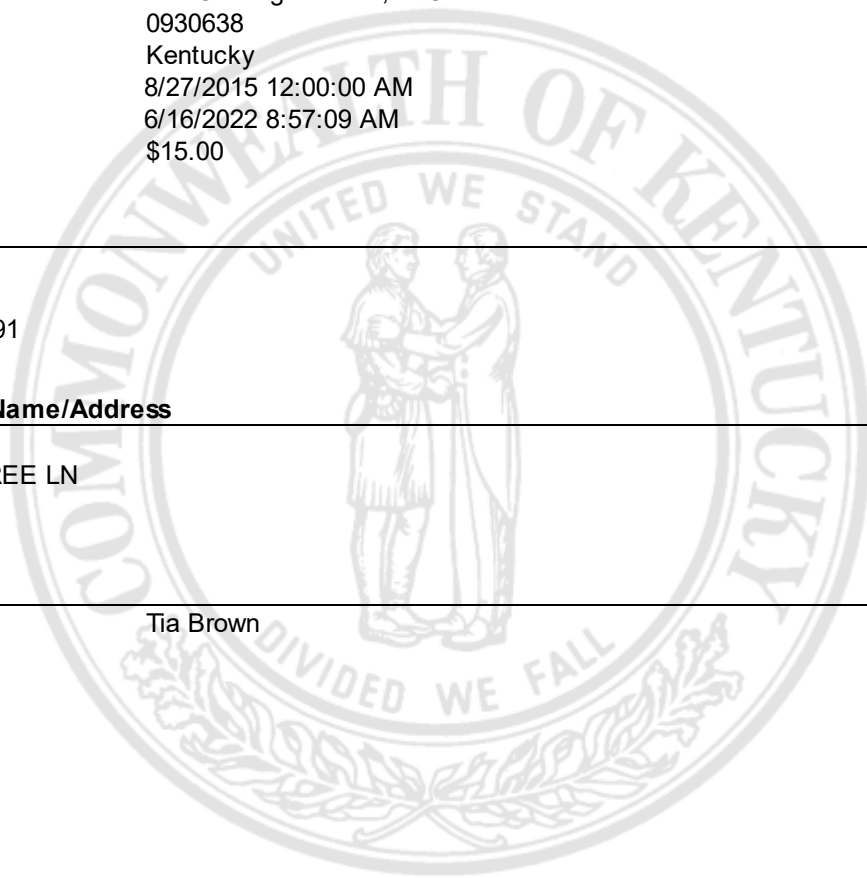 0930638
Kentucky
8/27/2015 12:00:00 AM
6/16/2022 8:57:09 AM
$15.00
COMMONWEALTH OF KENTUCKY
UNITED WE STAND
91
Name/Address
REE LN
Tia Brown
DIVIDED WE FALL